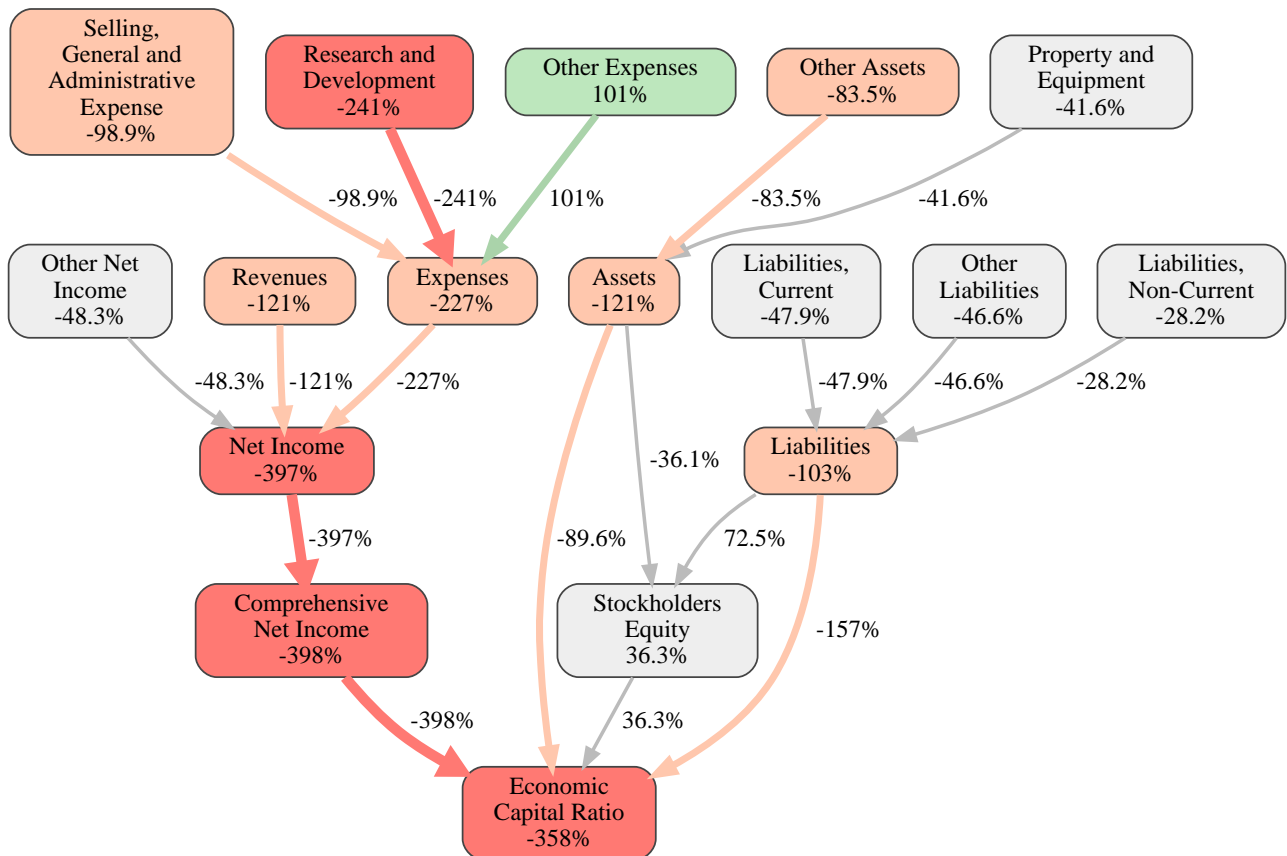 Selling,
General and
Administrative
Expense
-98.9%
Research and
Development
-241%
Other Expenses
101%
Other Assets
-83.5%
Property and
Equipment
-41.6%
-98.9%
-241%
101%
-83.5%
-41.6%
Other Net
Income
-48.3%
Revenues
-121%
Expenses
-227%
Assets
-121%
Liabilities,
Current
-47.9%
Other
Liabilities
-46.6%
Liabilities,
Non-Current
-28.2%
-48.3%
-121%
-227%
-47.9%
-46.6%
-28.2%
Net Income
-397%
-36.1%
Liabilities
-103%
-397%
-89.6%
72.5%
Comprehensive
Net Income
-398%
Stockholders
Equity
36.3%
-157%
-398%
36.3%
Economic
Capital Ratio
-358%